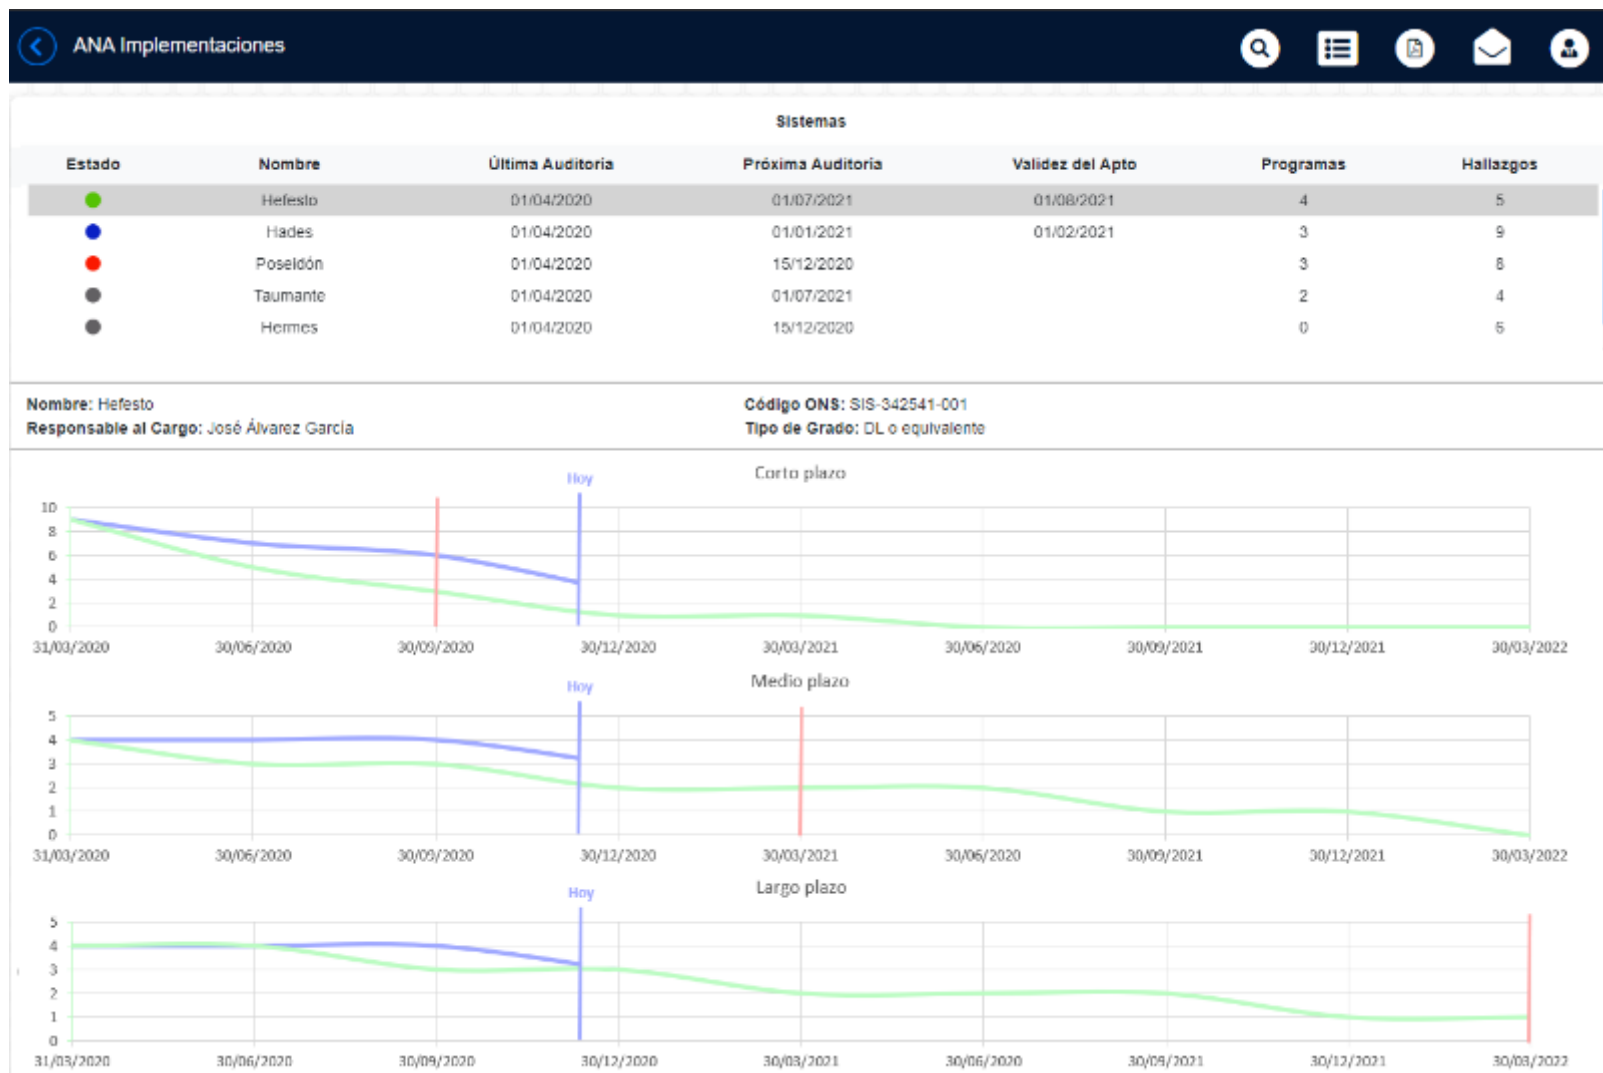 ANA Implementaciones
Sistemas
Estado Nombre Última Auditoria Próxima Auditoria Validez del Apto Programas Hallazgos
Hefesto 01/04/2020 01/07/2021 01/08/2021 4 5
Hades 01/04/2020 01/01/2021 01/02/2021 3 9
Poseidón 01/04/2020 15/12/2020 3 8
Taumante 01/04/2020 01/07/2021 2 4
Hermes 01/04/2020 15/12/2020 0
Nombre: Hefesto Código ONS: SIS-342541-001
Responsable al Cargo: José Álvarez García Tipo de Grado: DL o equivalente
Corto plazo
Hoy
10
8
6
4
2
0
31/03/2020 30/06/2020 30/09/2020 30/12/2020 30/03/2021 30/06/2020 30/09/2021 30/12/2021 30/03/2022
Medio plazo
Hoy
5
4
3
2
1
0
31/03/2020 30/06/2020 30/09/2020 30/12/2020 30/03/2021 30/06/2020 30/09/2021 30/12/2021 30/03/2022
Largo plazo
Hoy
5
4
3
2
1
0
31/03/2020 30/06/2020 30/09/2020 30/12/2020 30/03/2021 30/06/2020 30/09/2021 30/12/2021 30/03/2022